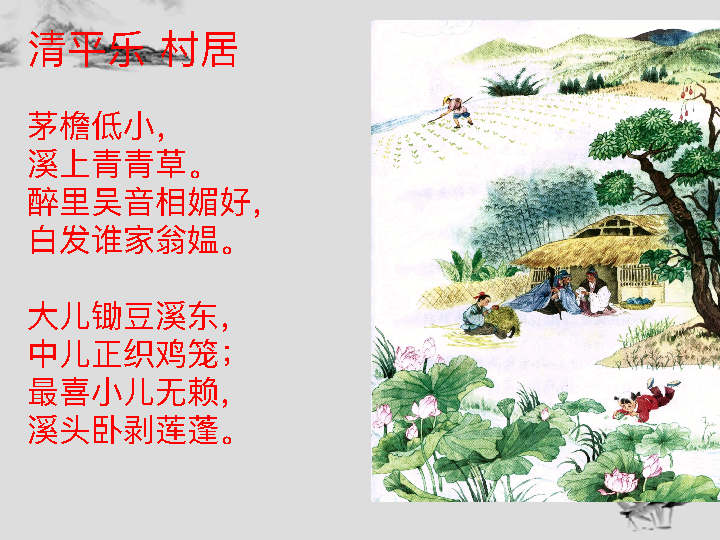 清平乐 村居
茅檐低小，
溪上青青草。
醉里吴音相媚好，
白发谁家翁媪。
大儿锄豆溪东，
中儿正织鸡笼；
最喜小儿无赖，
溪头卧剥莲蓬。